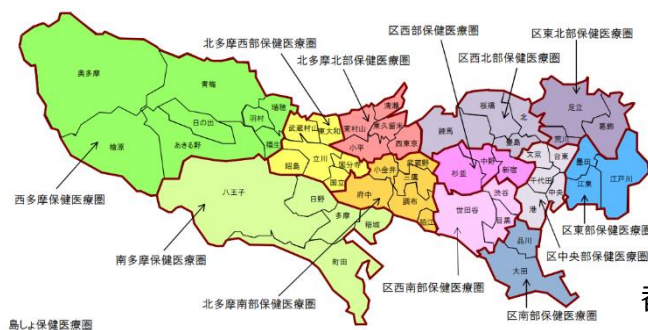 区東北部保健医療圏
区西部保健医療圏
区西北部保健医療圏
北多摩西部保健医療圏
北多摩北部保健医療圏
奥多摩
青梅
瑞穂
日の出
羽村
檜原
あきる野
福生
武蔵村山
東大和
東村山
清瀬
東久留米
小平
西東京
昭島
立川
国分寺
国立
小金井
武蔵野
三鷹
府中
調布
狛江
八王子
日野
多摩
稲城
町田
練馬
板橋
北
豊島
足立
葛飾
荒川
杉並
中野
新宿
文京
台東
千代田
中央
港
墨田
江東
江戸川
渋谷
世田谷
目黒
品川
大田
西多摩保健医療圏
南多摩保健医療圏
北多摩南部保健医療圏
区西南部保健医療圏
区東部保健医療圏
区中央部保健医療圏
区南部保健医療圏
島しょ保健医療圏